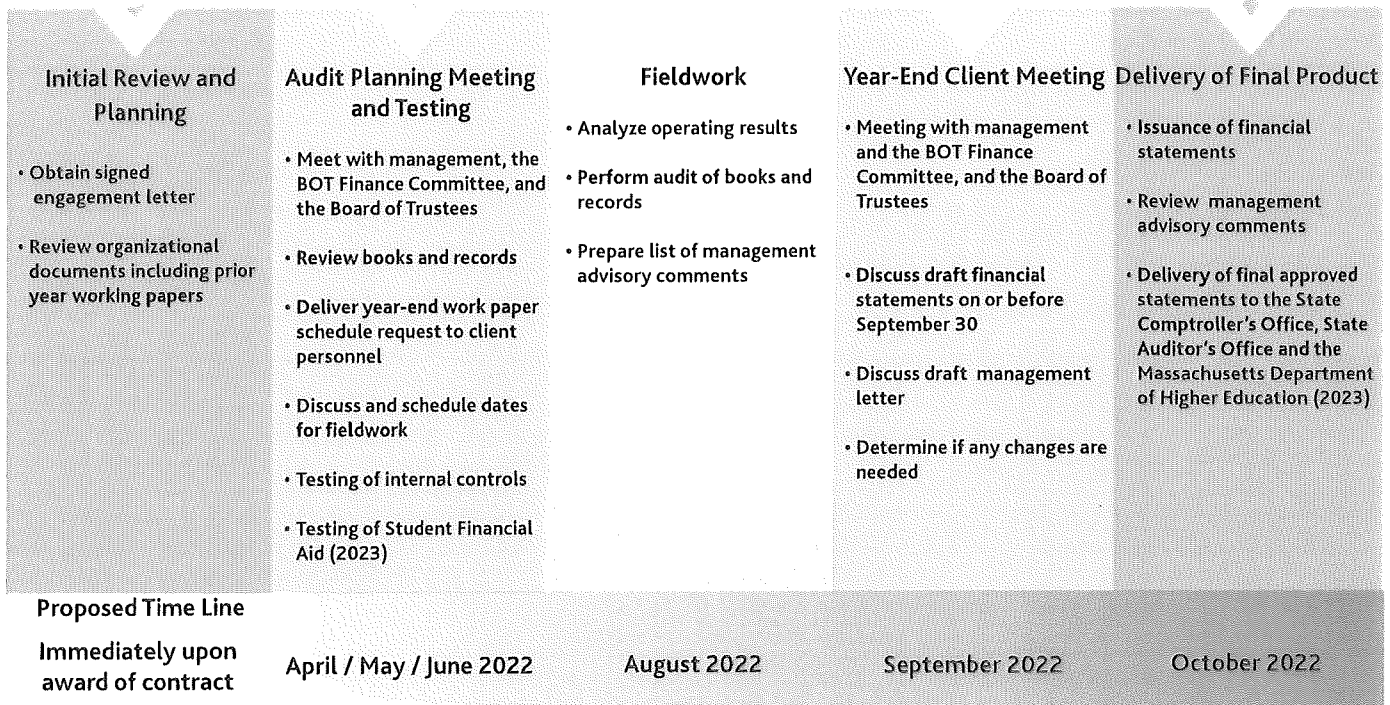 Initial Review and
Planning
• Obtain signed
engagement letter
• Review organizational
documents including prior
year working papers
Audit Planning Meeting
and Testing
• Meet with management, the
BOT Finance Committee, and
the Board of Trustees
• Review books and records
• Deliver year-end work paper
schedule request to client
personnel
• Discuss and schedule dates
for fieldwork
• Testing of internal controls
• Testing of Student Financial
Aid (2023)
Fieldwork
• Analyze operating results
• Perform audit of books and
records
• Prepare list of management
advisory comments
Year-End Client Meeting
• Meeting with management
and the BOT Finance
Committee, and the Board of
Trustees
• Discuss draft financial
statements on or before
September 30
• Discuss draft management
letter
• Determine if any changes are
needed
Delivery of Final Product
• Issuance of financial
statements
• Review management
advisory comments
• Delivery of final approved
statements to the State
Comptroller's Office, State
Auditor's Office and the
Massachusetts Department
of Higher Education (2023)
Proposed Time Line
Immediately upon
award of contract
April / May / June 2022
August 2022
September 2022
October 2022